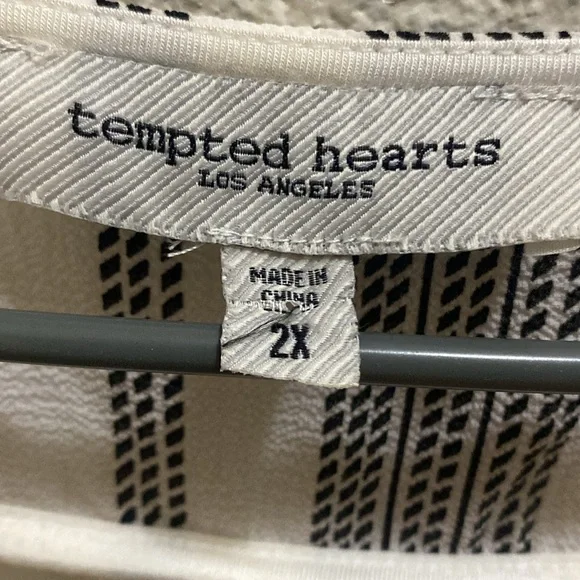 tempted hearts
LOS ANGELES
MADE IN
CHINA
2X